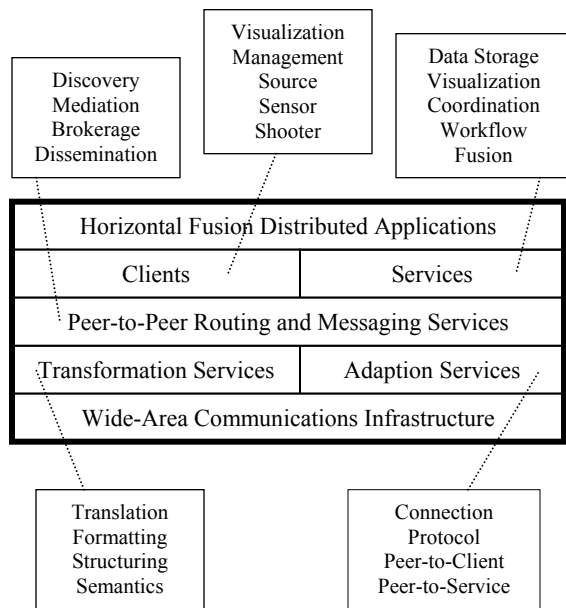 Visualization
Management
Source
Sensor
Shooter
Discovery
Mediation
Brokerage
Dissemination
Data Storage
Visualization
Coordination
Workflow
Fusion
Horizontal Fusion Distributed Applications
Clients
Services
Peer-to-Peer Routing and Messaging Services
Transformation Services
Adaption Services
Wide-Area Communications Infrastructure
Translation
Formatting
Structuring
Semantics
Connection
Protocol
Peer-to-Client
Peer-to-Service